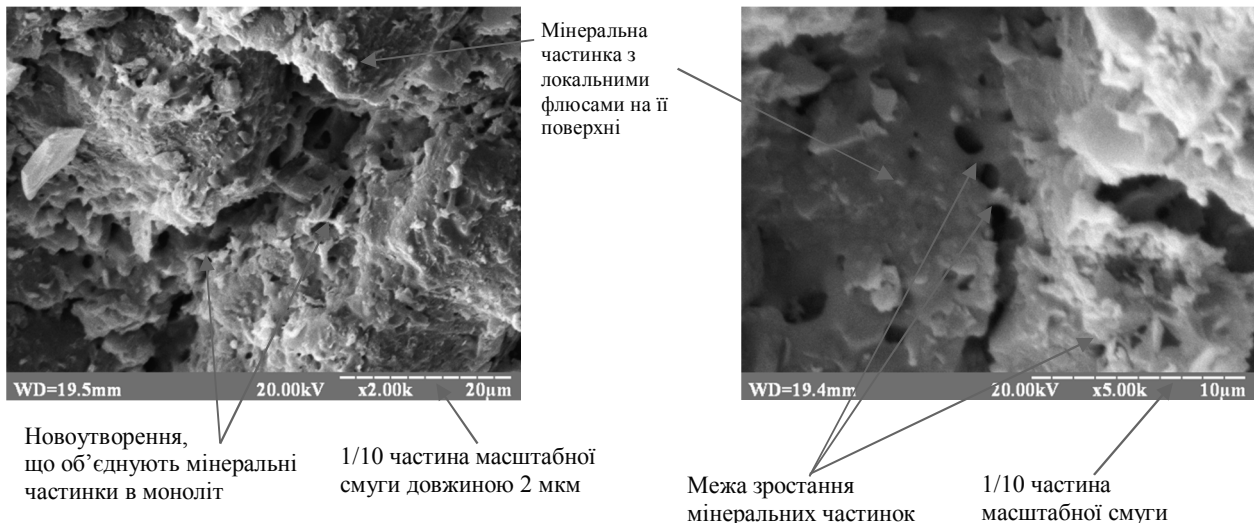 Мінеральна
частинка з
локальними
флюсами на її
поверхні
WD=19.5mm 20.00kV x2.00k 20µm
WD=19.4mm 20.00kV x5.00k 10µm
Новоутворення,
що об’єднують мінеральні
частинки в моноліт
1/10 частина масштабної
смуги довжиною 2 мкм
Межа зростання
мінеральних частинок
1/10 частина
масштабної смуги